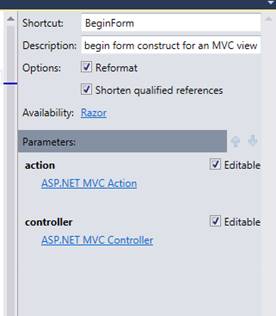 Shortcut: BeginForm
Description: begin form construct for an MVC view
Options: Reformat
Shorten qualified references
Availability: Razor
Parameters:
action Editable
ASP.NET MVC Action
controller Editable
ASP.NET MVC Controller